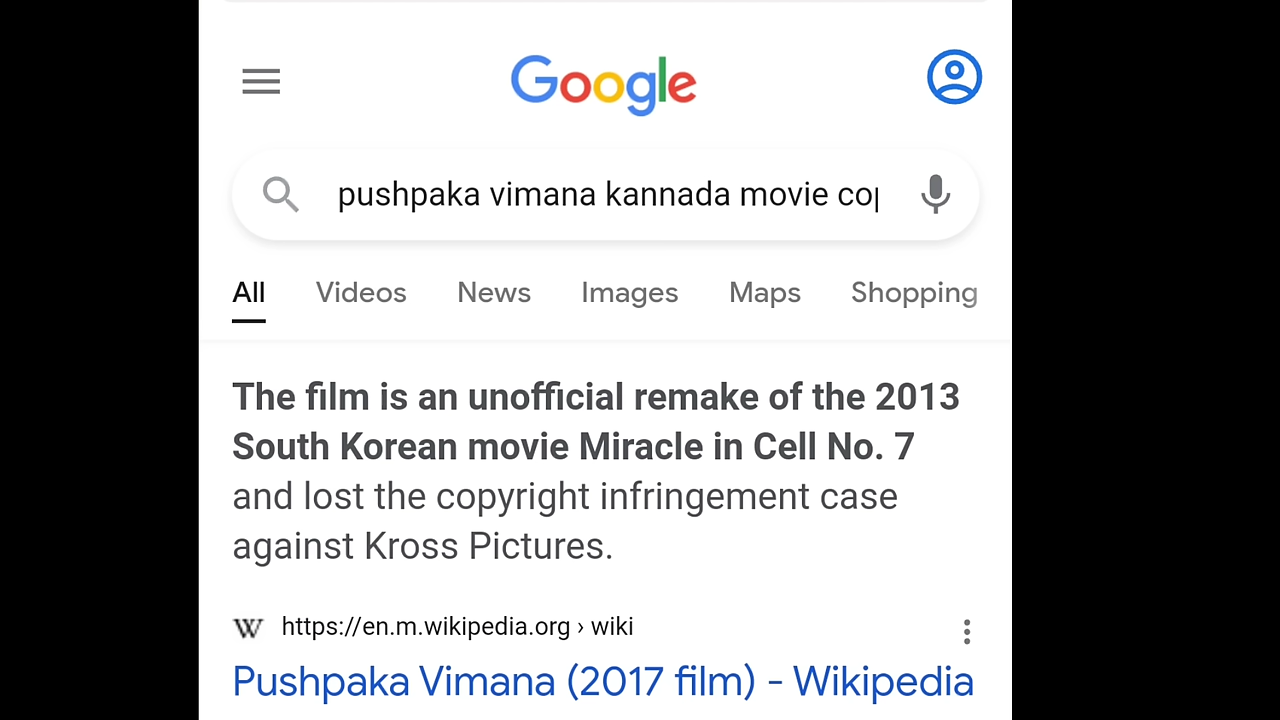 Google
pushpaka vimana kannada movie cop
All Videos News Images Maps Shopping
The film is an unofficial remake of the 2013
South Korean movie Miracle in Cell No. 7
and lost the copyright infringement case
against Kross Pictures.
W https://en.m.wikipedia.org › wiki
Pushpaka Vimana (2017 film) - Wikipedia